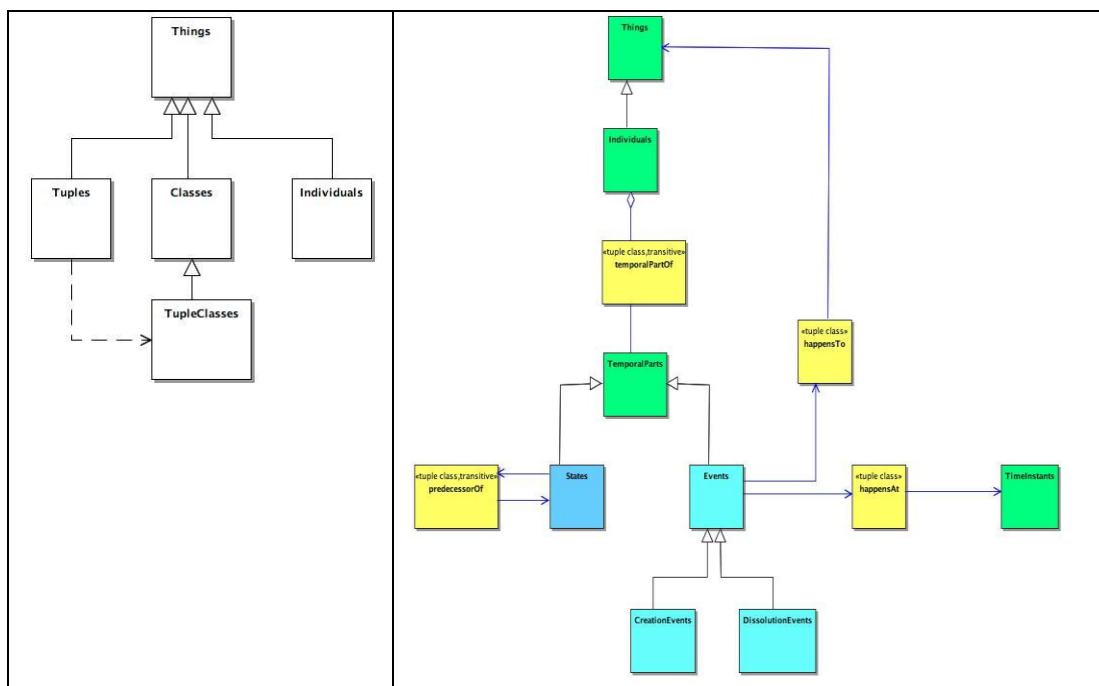 Things
Tuples
Classes
Individuals
TupleClasses
Things
Individuals
«tuple class,transitive»
temporalPartOf
«tuple class»
happensTo
TemporalParts
«tuple class,transitive»
predecessorOf
States
Events
«tuple class»
happensAt
TimeInstants
CreationEvents
DissolutionEvents